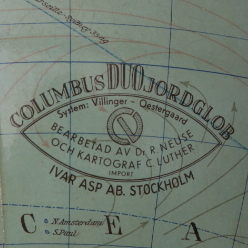 COLUMBUS DUO JORDGLOB
System: Villinger - Oestergaard
BEARBETAD AV Dr. R. NEUSE
OCH KARTOGRAF C. LUTHER
IMPORT
IVAR ASP AB. STOCKHOLM
C E A
N. Amsterdam
S. Paul